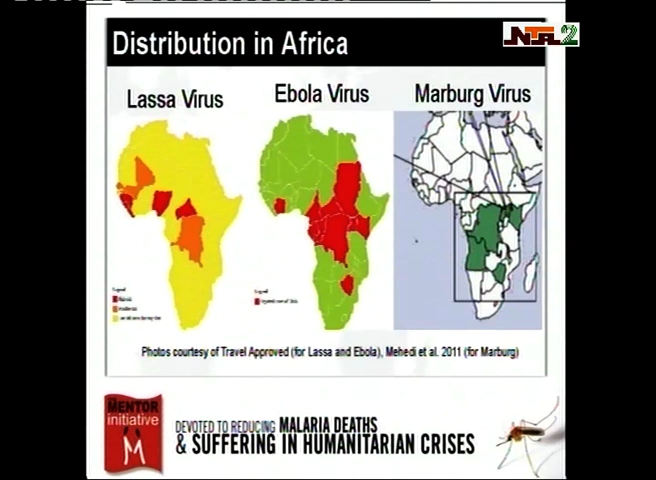 NTA 2
Distribution in Africa
Lassa Virus
Ebola Virus
Marburg Virus
Photos courtesy of Travel Approved (for Lassa and Ebola), Mehedi et al. 2011 (for Marburg)
THE
MENTOR
initiative
M
DEVOTED TO REDUCING MALARIA DEATHS
& SUFFERING IN HUMANITARIAN CRISES